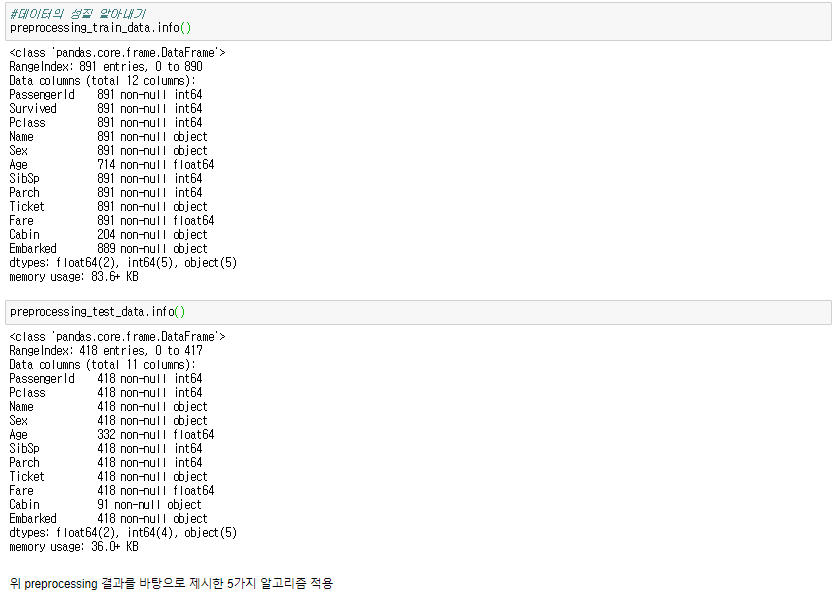 #데이터의 성질 알아내기
preprocessing_train_data.info()
<class 'pandas.core.frame.DataFrame'>
RangeIndex: 891 entries, 0 to 890
Data columns (total 12 columns):
PassengerId    891 non-null int64
Survived       891 non-null int64
Pclass         891 non-null int64
Name           891 non-null object
Sex            891 non-null object
Age            714 non-null float64
SibSp          891 non-null int64
Parch          891 non-null int64
Ticket         891 non-null object
Fare           891 non-null float64
Cabin          204 non-null object
Embarked       889 non-null object
dtypes: float64(2), int64(5), object(5)
memory usage: 83.6+ KB
preprocessing_test_data.info()
<class 'pandas.core.frame.DataFrame'>
RangeIndex: 418 entries, 0 to 417
Data columns (total 11 columns):
PassengerId    418 non-null int64
Pclass         418 non-null int64
Name           418 non-null object
Sex            418 non-null object
Age            332 non-null float64
SibSp          418 non-null int64
Parch          418 non-null int64
Ticket         418 non-null object
Fare           418 non-null float64
Cabin          91 non-null object
Embarked       418 non-null object
dtypes: float64(2), int64(4), object(5)
memory usage: 36.0+ KB
위 preprocessing 결과를 바탕으로 제시한 5가지 알고리즘 적용